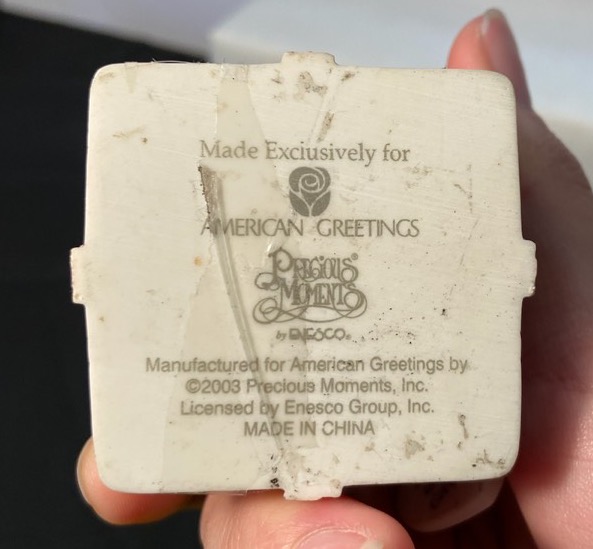 Made Exclusively for
AMERICAN GREETINGS
PRECIOUS®
MOMENTS
by ENESCO®
Manufactured for American Greetings by
©2003 Precious Moments, Inc.
Licensed by Enesco Group, Inc.
MADE IN CHINA